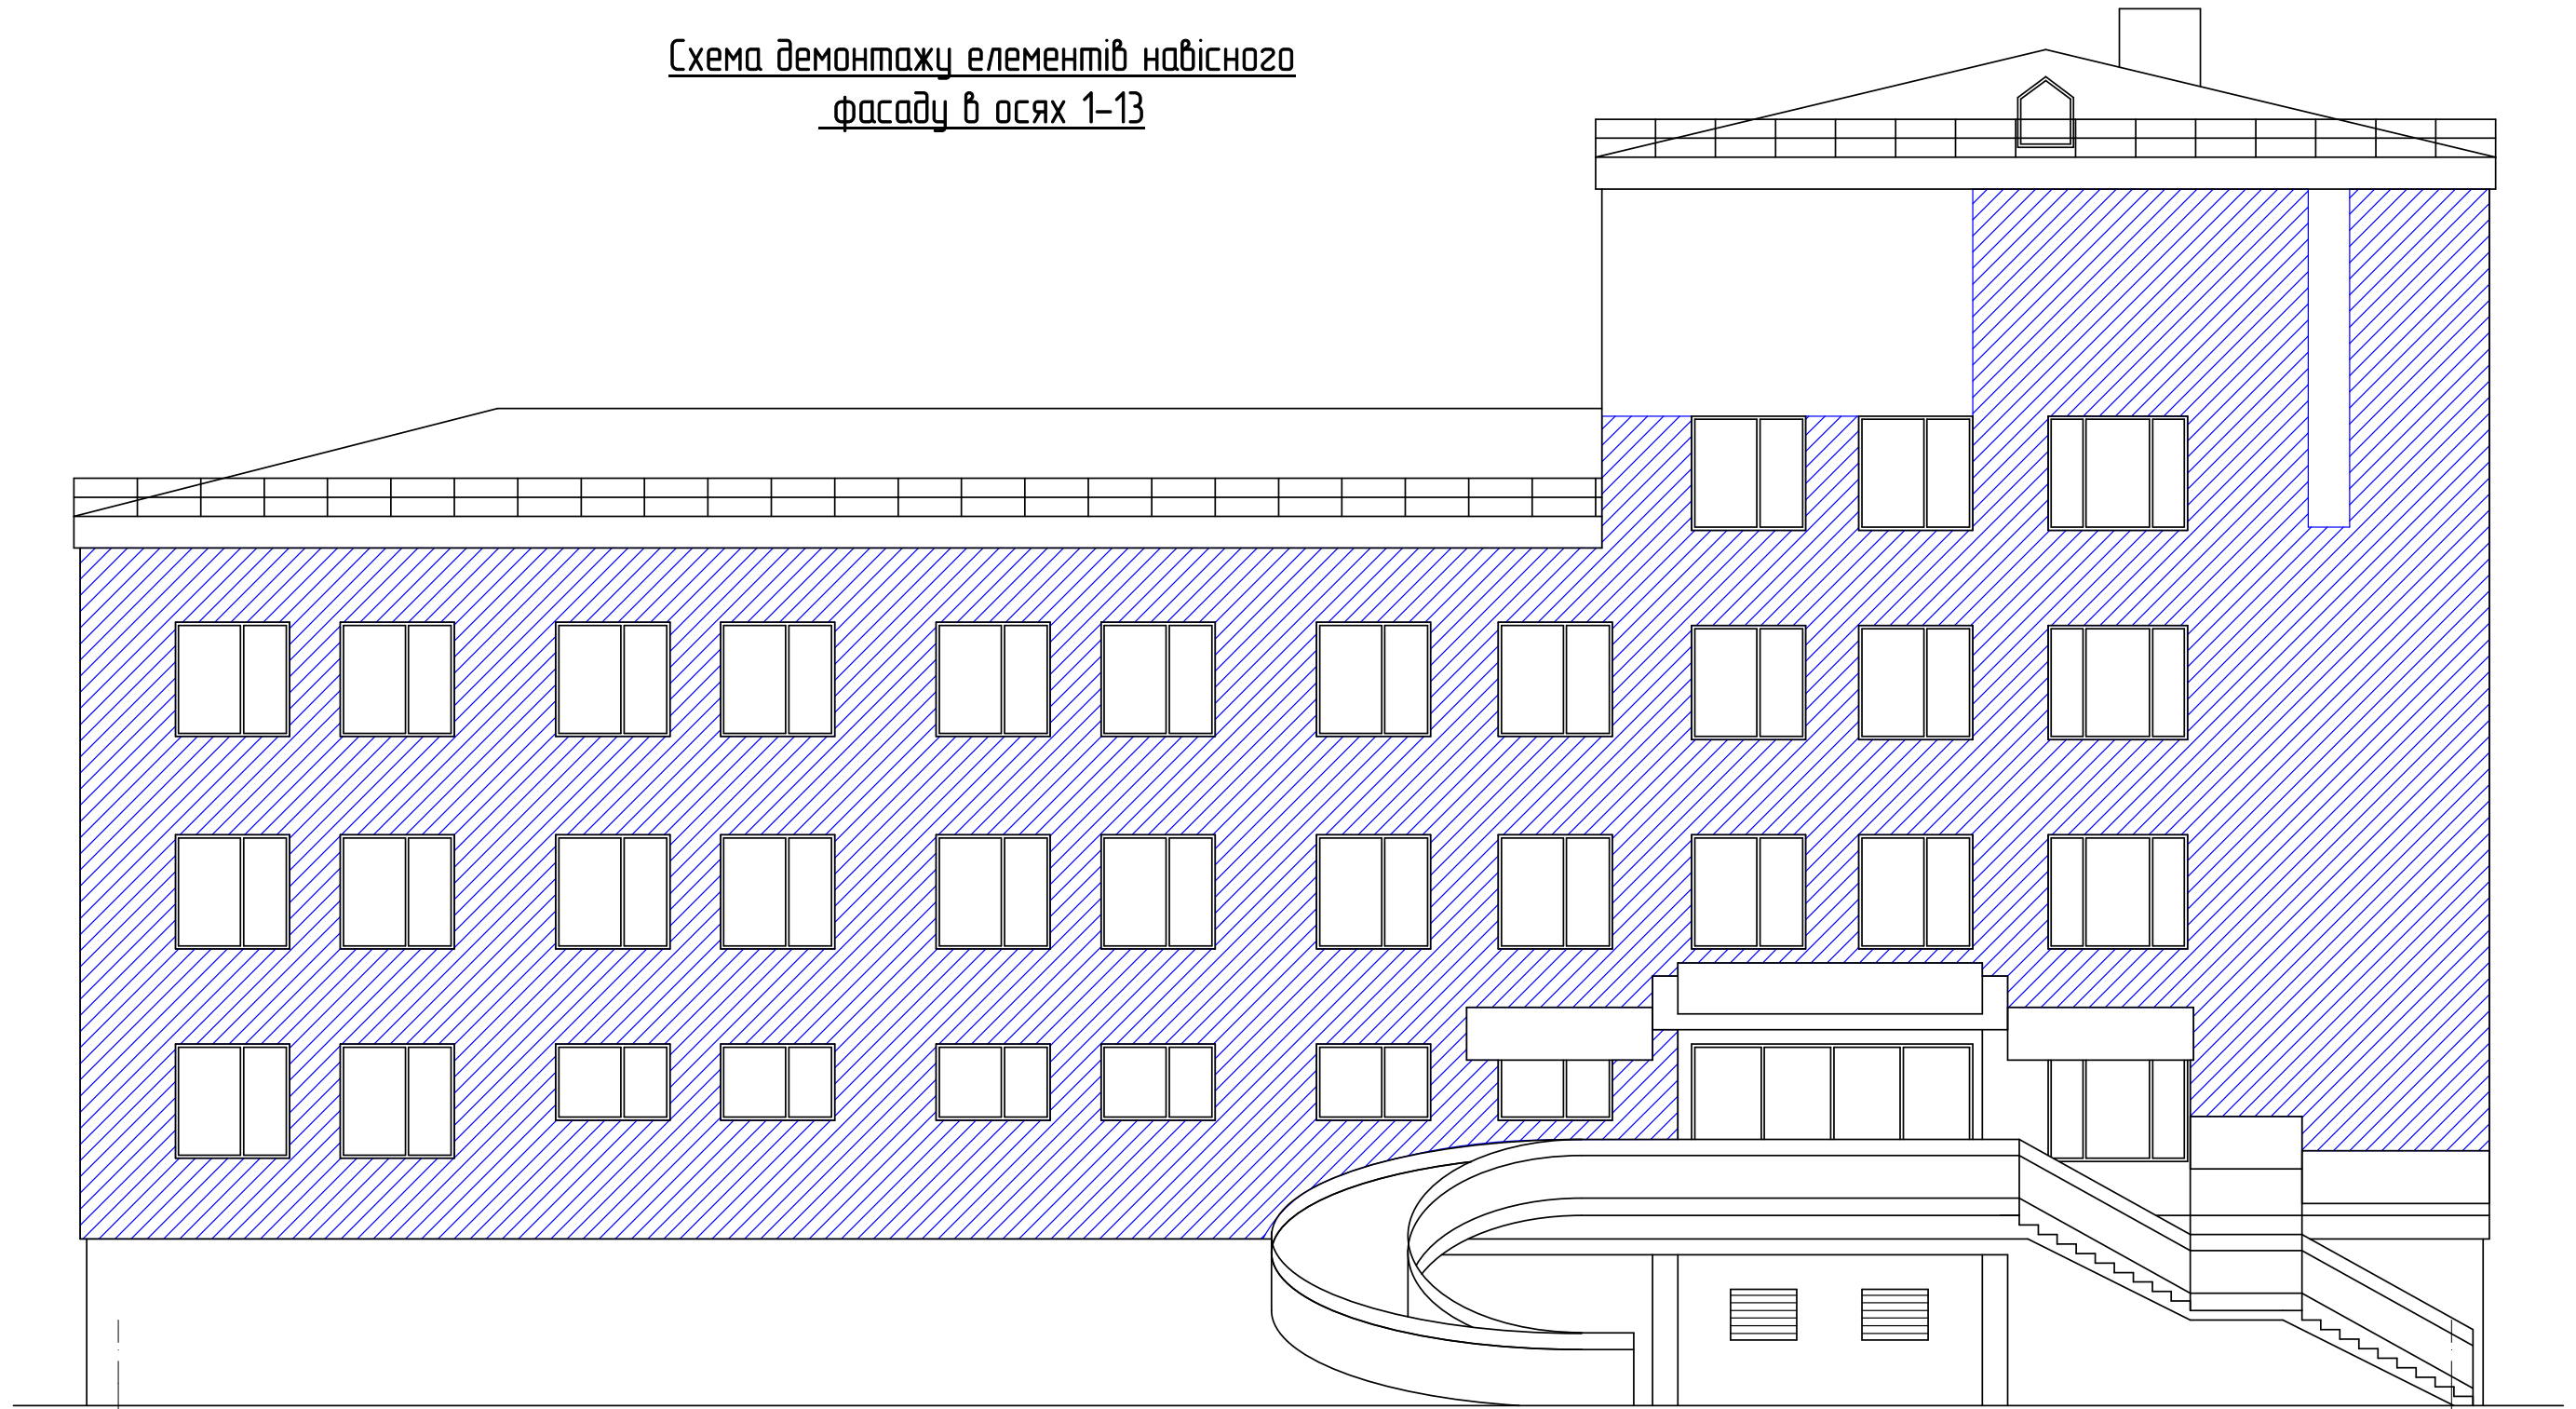 Схема демонтажу елементів навісного
фасаду в осях 1-13